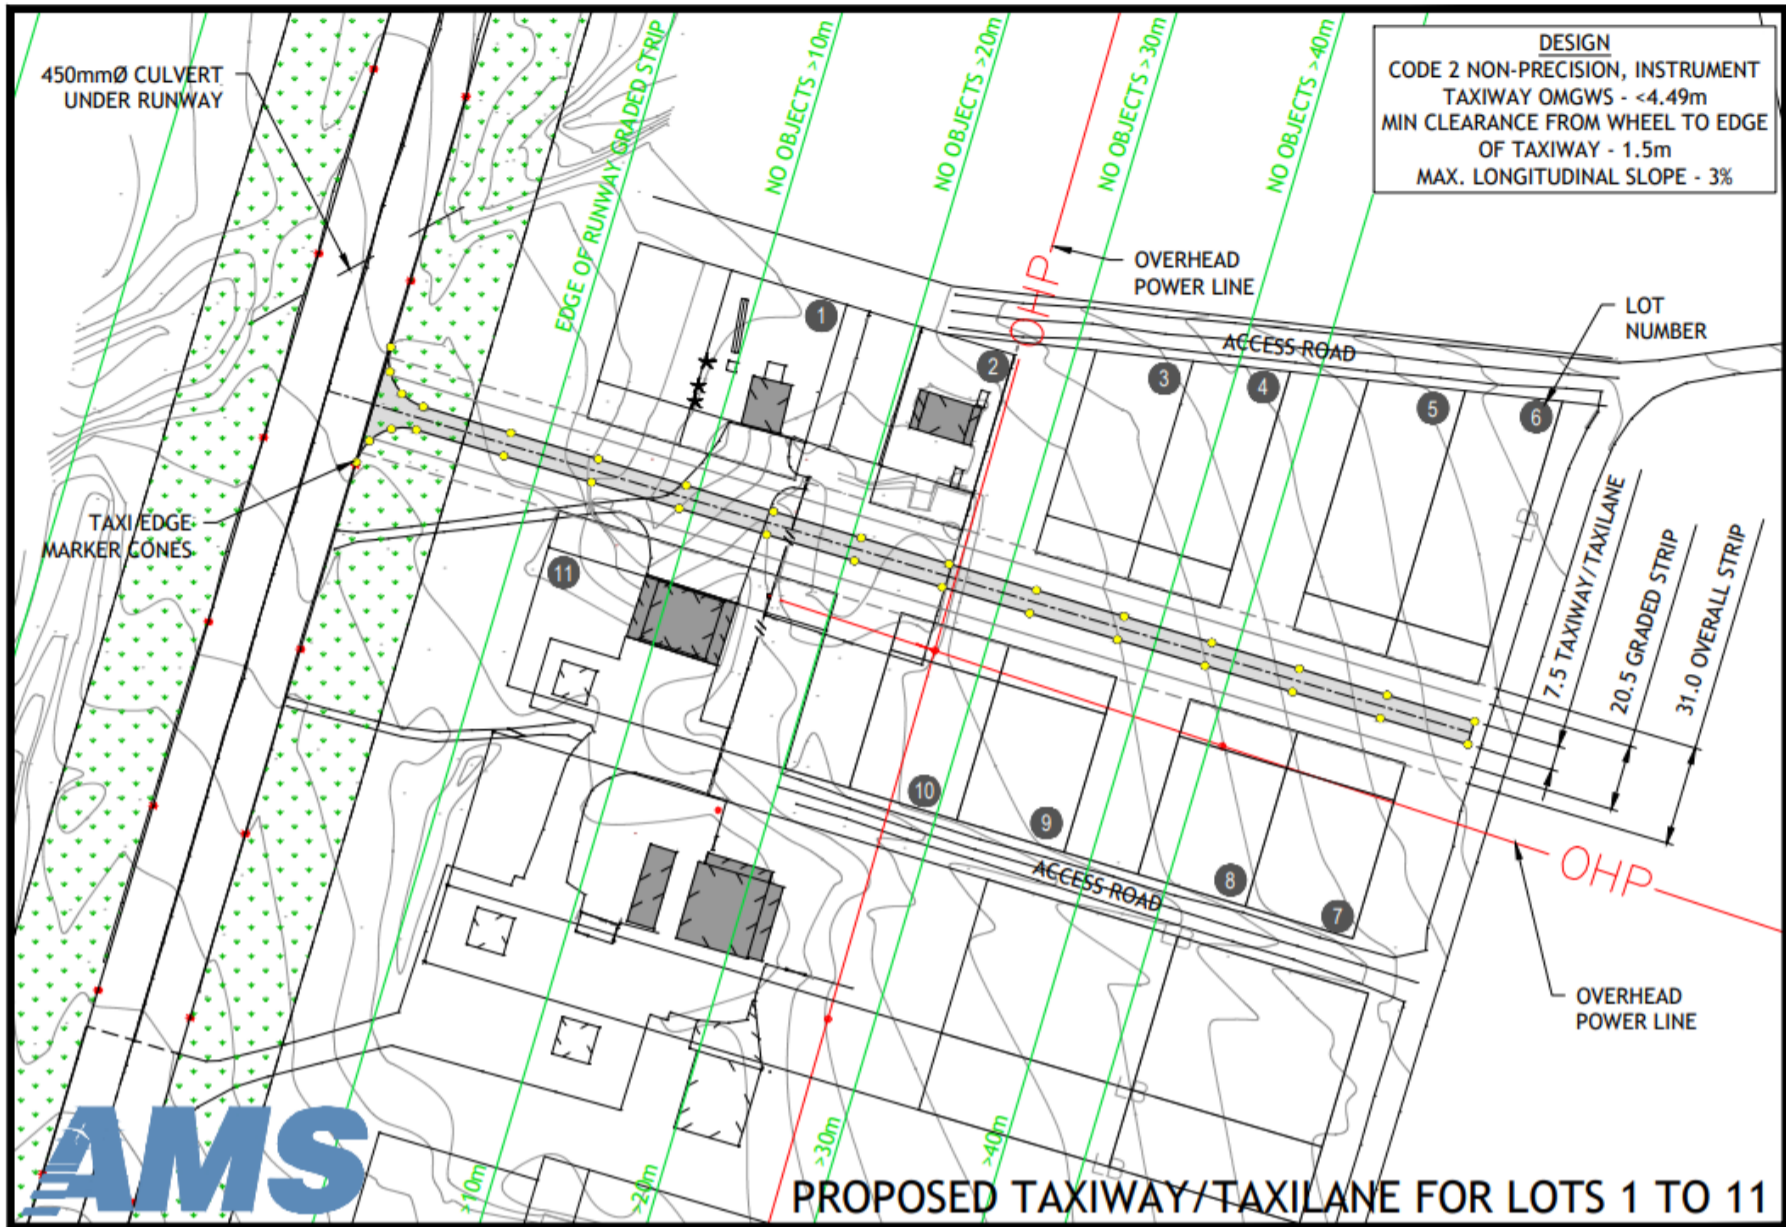 DESIGN
CODE 2 NON-PRECISION, INSTRUMENT
TAXIWAY OMGWS - <4.49m
MIN CLEARANCE FROM WHEEL TO EDGE
OF TAXIWAY - 1.5m
MAX. LONGITUDINAL SLOPE - 3%
450mmØ CULVERT
UNDER RUNWAY
EDGE OF RUNWAY GRADED STRIP
NO OBJECTS >10m
NO OBJECTS >20m
NO OBJECTS >30m
NO OBJECTS >40m
OVERHEAD
POWER LINE
OHP
LOT
NUMBER
ACCESS ROAD
1
2
3
4
5
6
TAXI EDGE
MARKER CONES
7.5 TAXIWAY/TAXILANE
20.5 GRADED STRIP
31.0 OVERALL STRIP
11
10
9
8
7
ACCESS ROAD
OHP
OVERHEAD
POWER LINE
>10m
>20m
>30m
>40m
AMS
PROPOSED TAXIWAY/TAXILANE FOR LOTS 1 TO 11